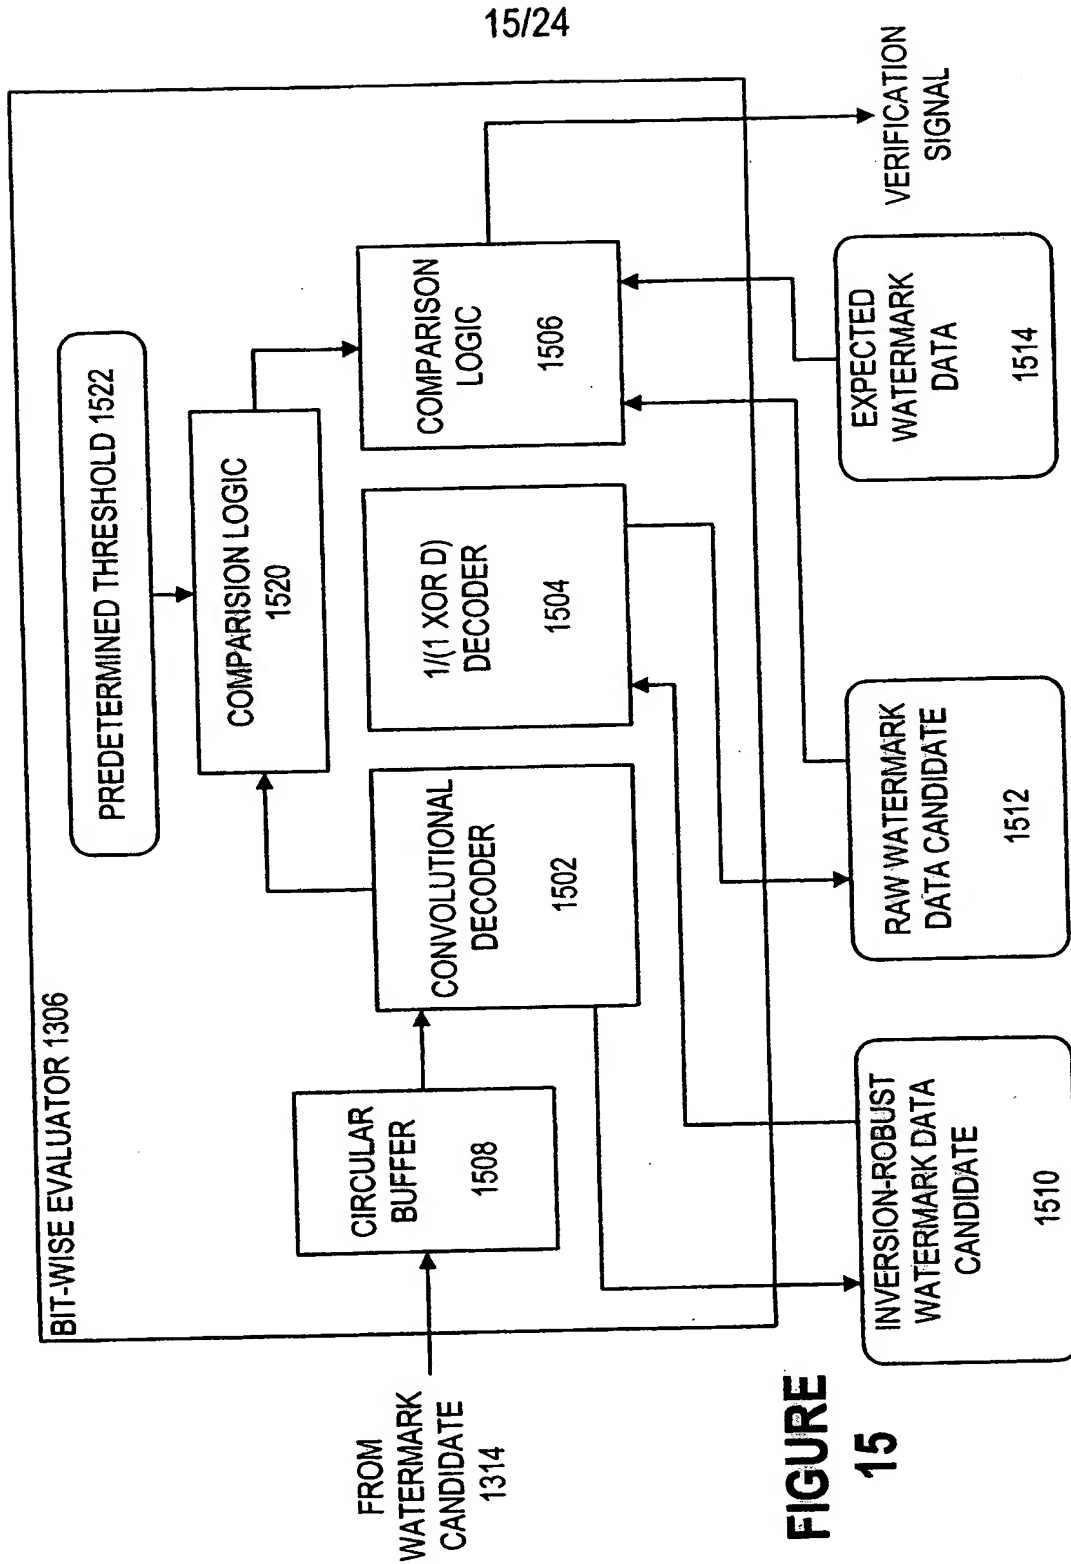 15/24
BIT-WISE EVALUATOR 1306
PREDETERMINED THRESHOLD 1522
COMPARISION LOGIC
1520
FROM
WATERMARK
CANDIDATE
1314
CIRCULAR
BUFFER
1508
CONVOLUTIONAL
DECODER
1502
1/(1 XOR D)
DECODER
1504
COMPARISON
LOGIC
1506
INVERSION-ROBUST
WATERMARK DATA
CANDIDATE
1510
RAW WATERMARK
DATA CANDIDATE
1512
EXPECTED
WATERMARK
DATA
1514
VERIFICATION
SIGNAL
FIGURE
15